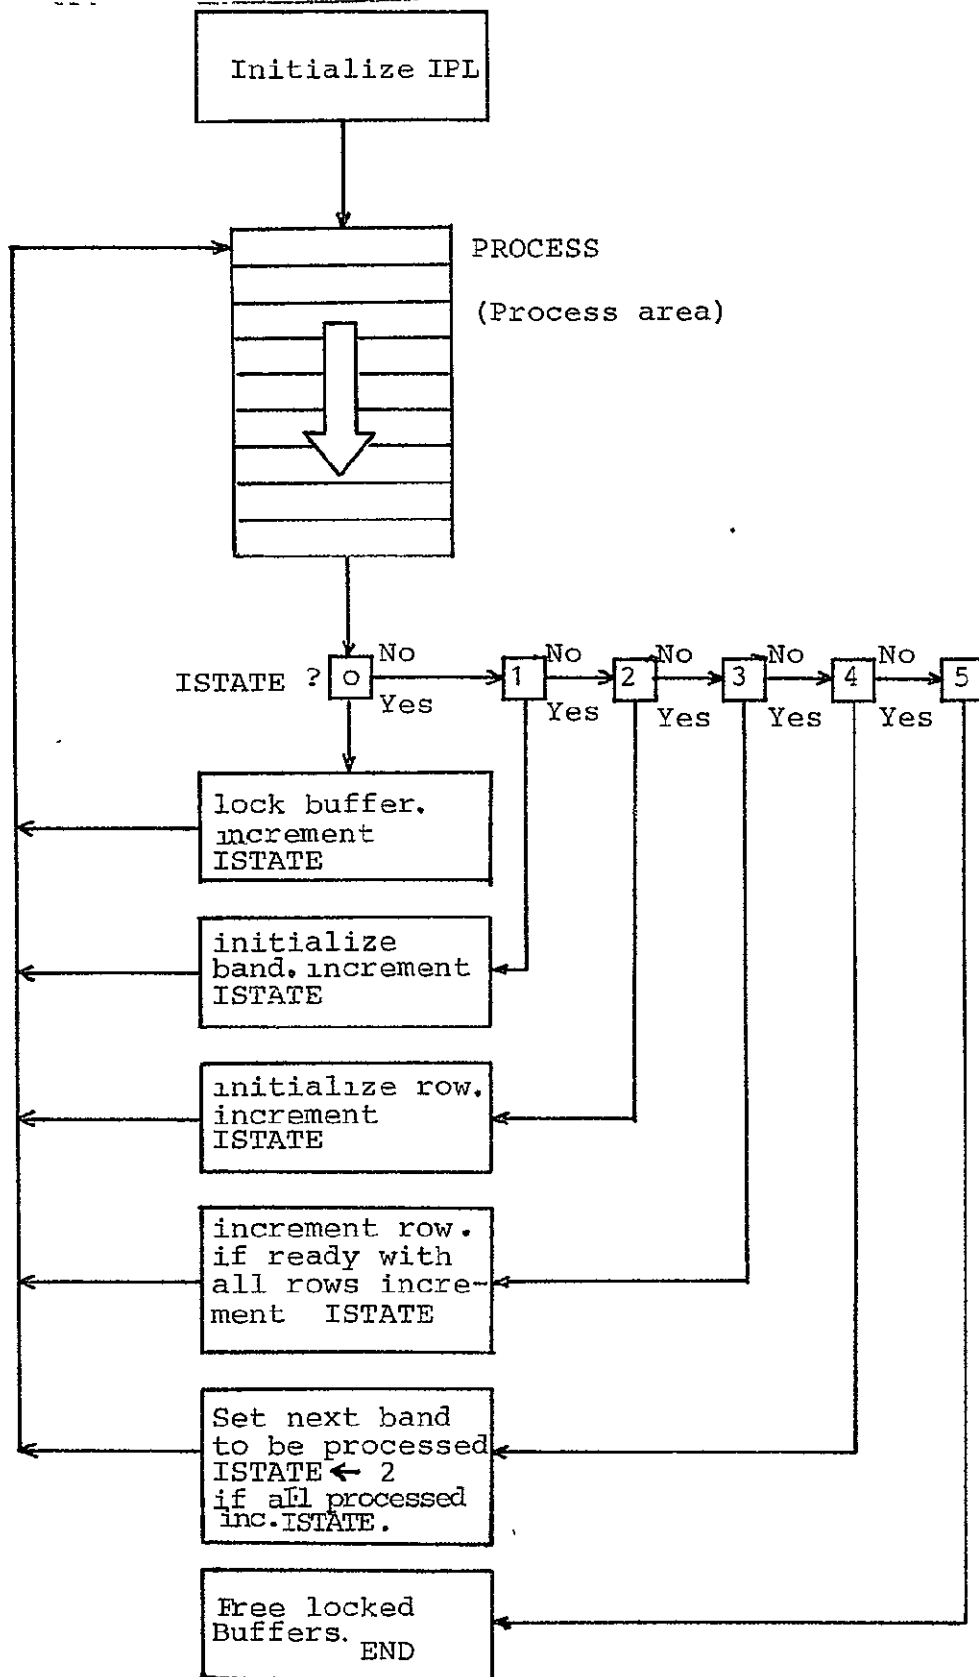 Initialize IPL
PROCESS
(Process area)
ISTATE ? 0 No Yes 1 No Yes 2 No Yes 3 No Yes 4 No Yes 5
lock buffer.
increment
ISTATE
initialize
band. increment
ISTATE
initialize row.
increment
ISTATE
increment row.
if ready with
all rows incre-
ment ISTATE
Set next band
to be processed
ISTATE ← 2
if all processed
inc. ISTATE.
Free locked
Buffers.
END